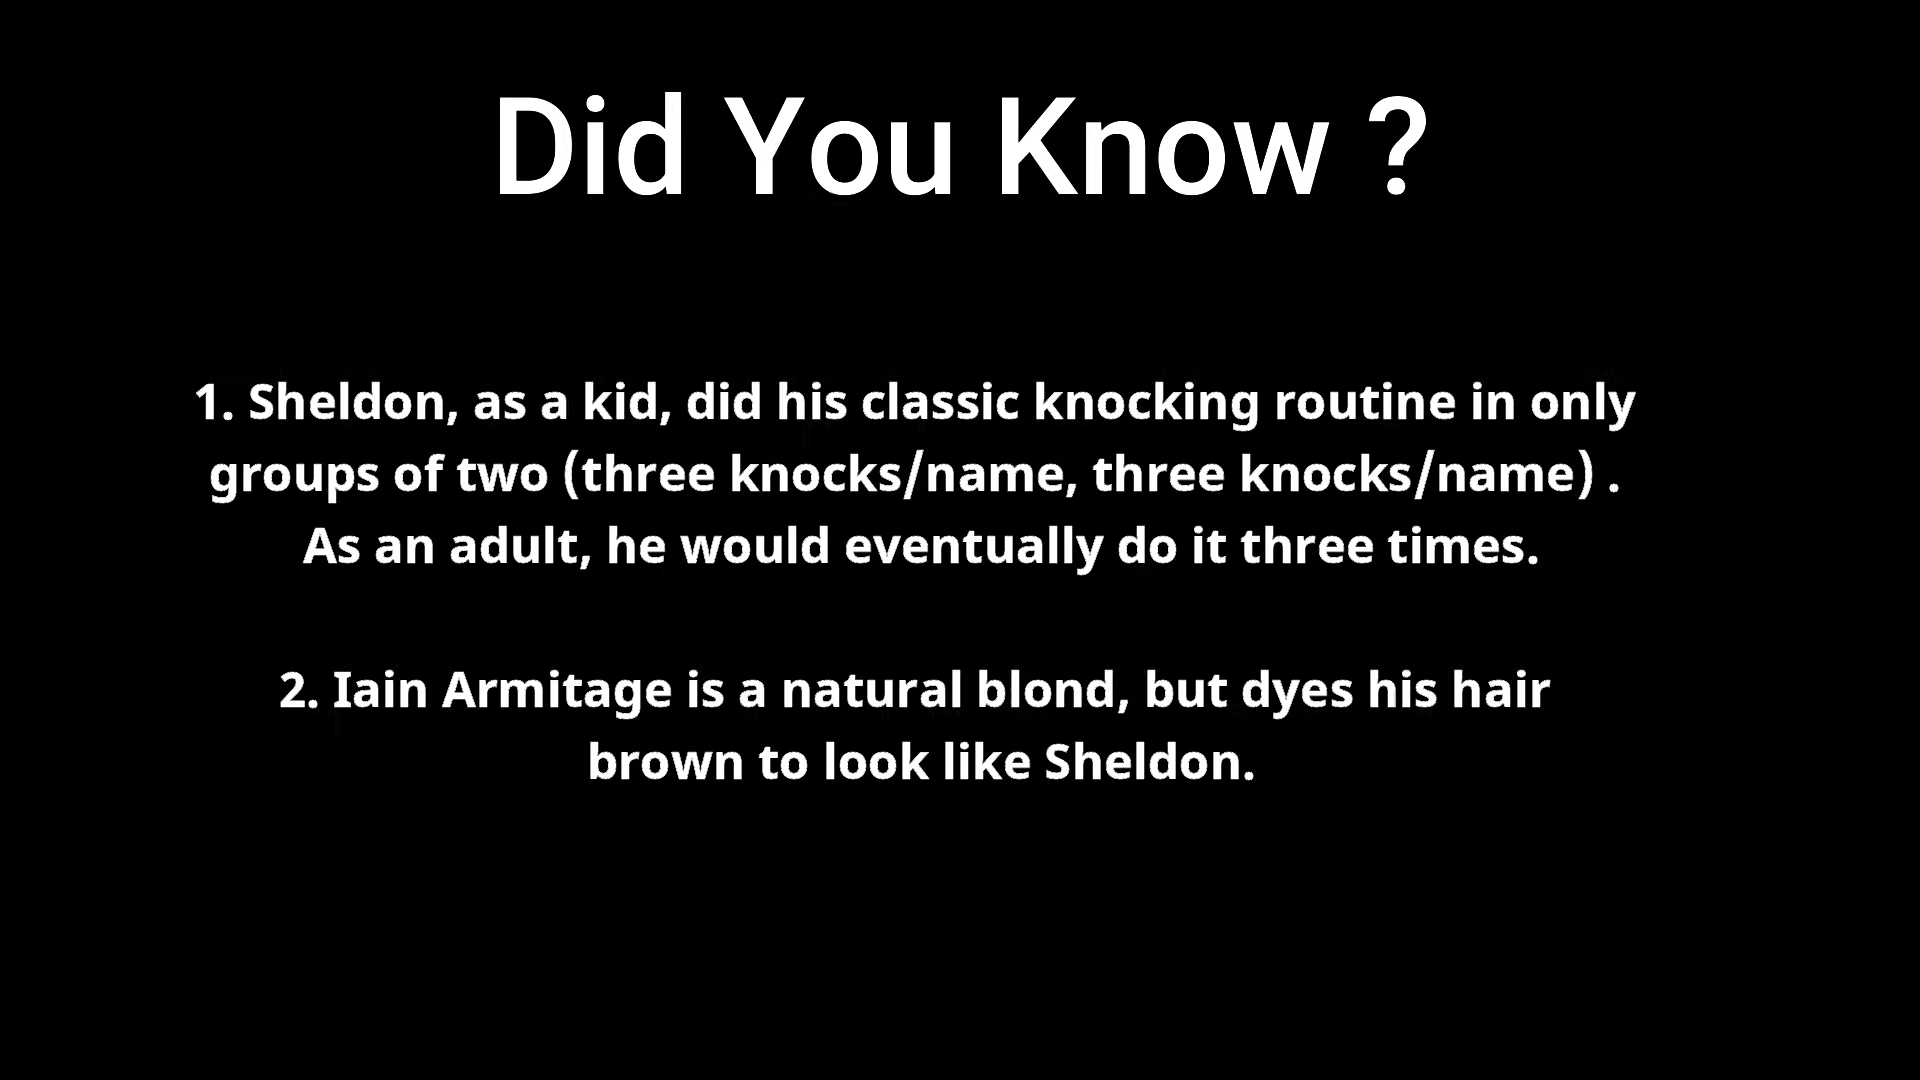 Did You Know ?
1. Sheldon, as a kid, did his classic knocking routine in only
groups of two (three knocks/name, three knocks/name) .
As an adult, he would eventually do it three times.
2. Iain Armitage is a natural blond, but dyes his hair
brown to look like Sheldon.